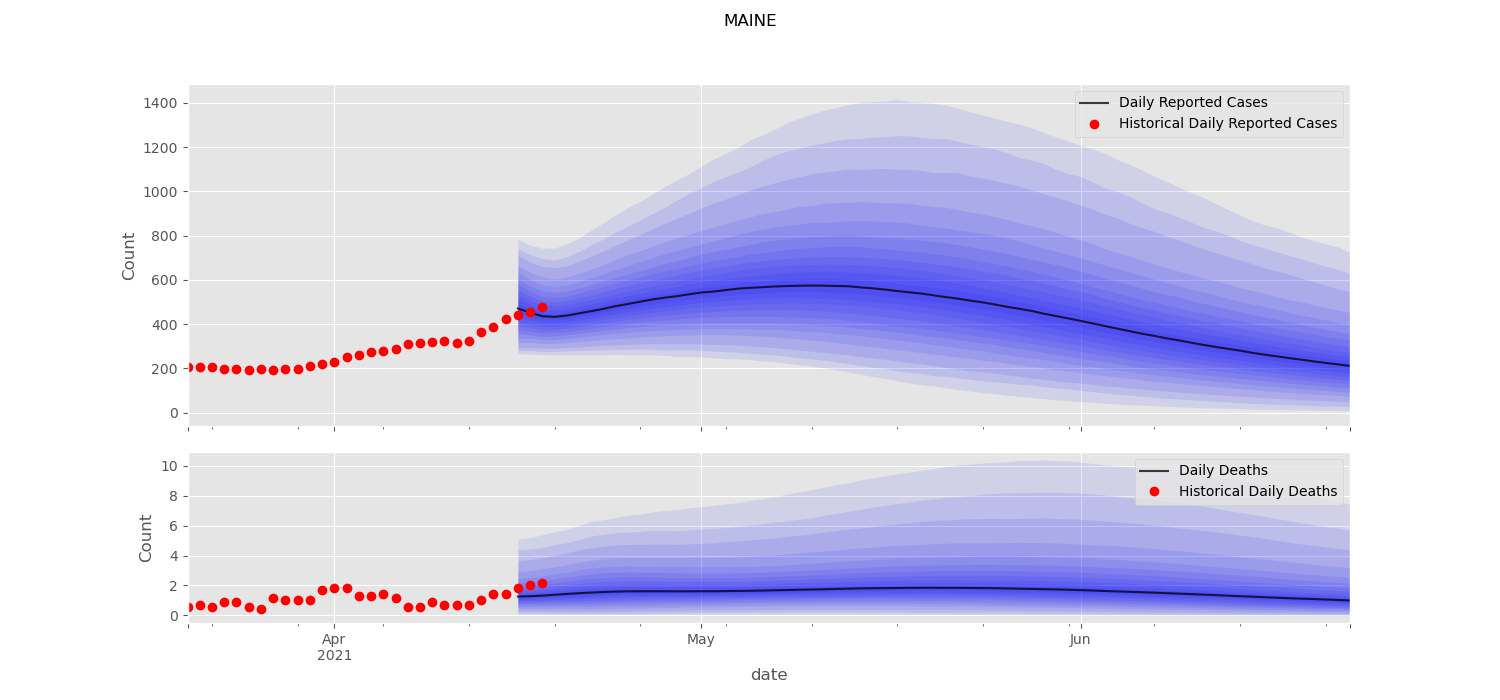 MAINE
1400
1200
1000
800
600
400
200
0
Count
Daily Reported Cases
Historical Daily Reported Cases
10
8
6
4
2
0
Count
Daily Deaths
Historical Daily Deaths
Apr
2021
May
Jun
date